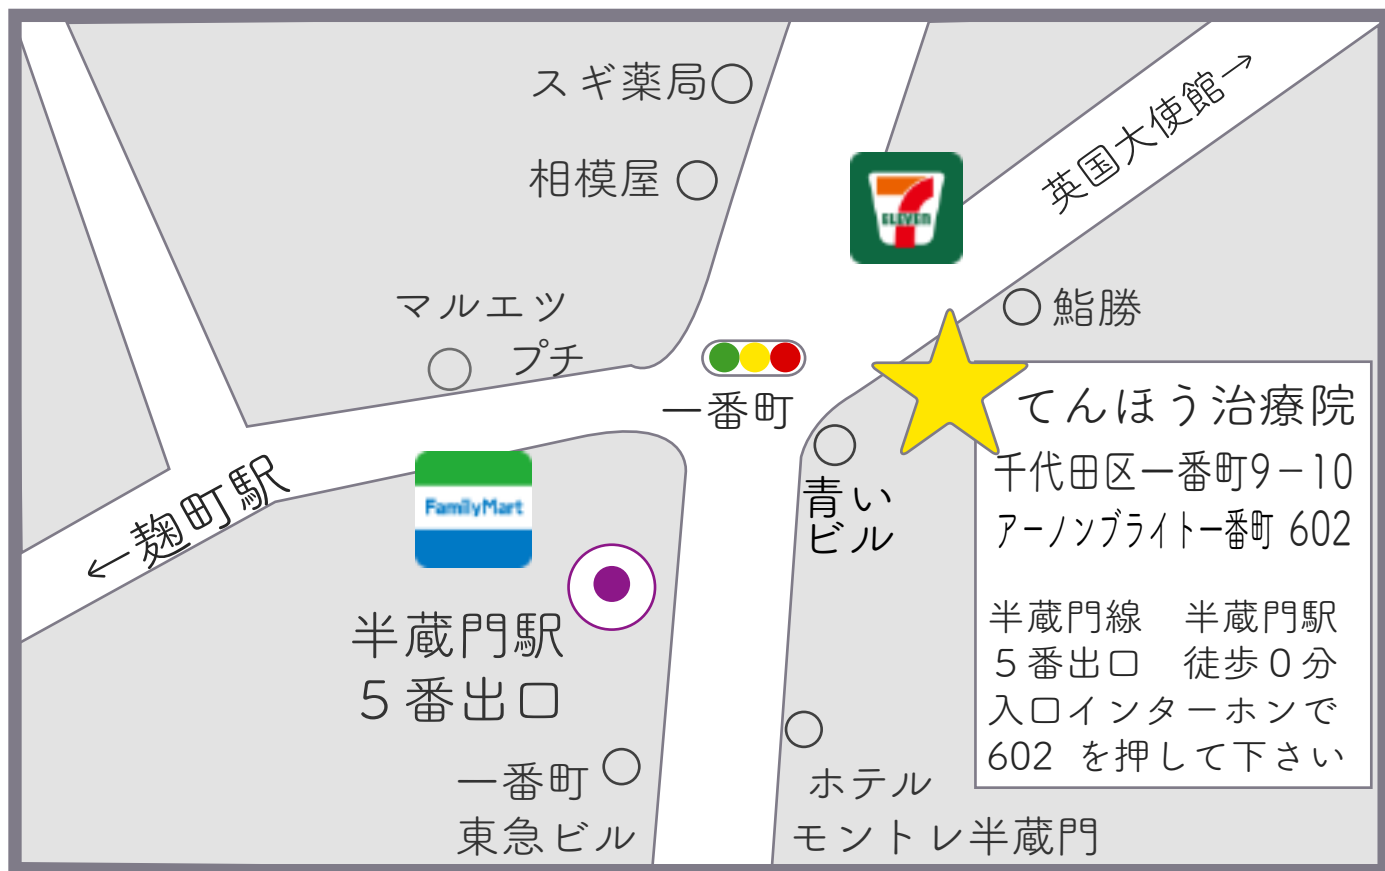 スギ薬局
英国大使館→
相模屋
ELEVEN
マルエツ
プチ
鮨勝
一番町
てんほう治療院
千代田区一番町9−10
アーノンブライト一番町 602
FamilyMart
←麹町駅
青い
ビル
半蔵門駅
５番出口
半蔵門線　半蔵門駅
５番出口　徒歩０分
入口インターホンで
602 を押して下さい
一番町
東急ビル
ホテル
モントレ半蔵門